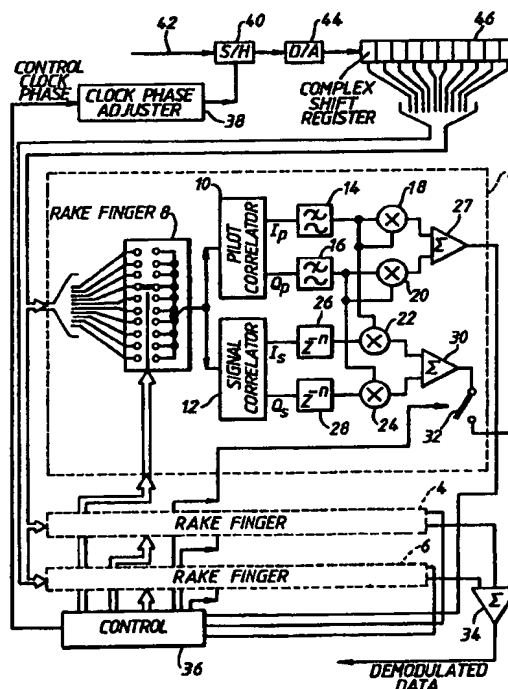 42
40
S/H
44
D/A
46
COMPLEX
SHIFT
REGISTER
CONTROL
CLOCK
PHASE
CLOCK PHASE
ADJUSTER
38
RAKE FINGER 8
10
PILOT
CORRELATOR
Ip
Qp
14
16
18
20
27
Σ
12
SIGNAL
CORRELATOR
Is
Qs
26
Z⁻ⁿ
28
Z⁻ⁿ
22
24
30
Σ
32
4
RAKE FINGER
6
RAKE FINGER
CONTROL
36
34
Σ
DEMODULATED
DATA